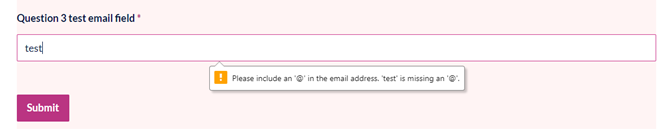 Question 3 test email field *
test
Please include an '@' in the email address. 'test' is missing an '@'.
Submit